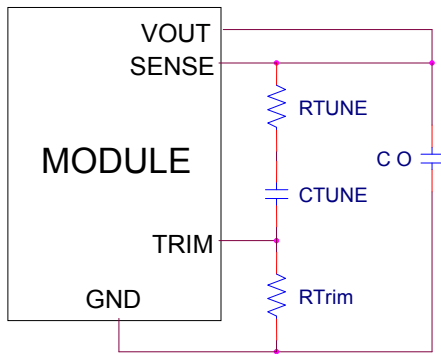 VOUT
SENSE
RTUNE
MODULE
C O
CTUNE
TRIM
GND
RTrim